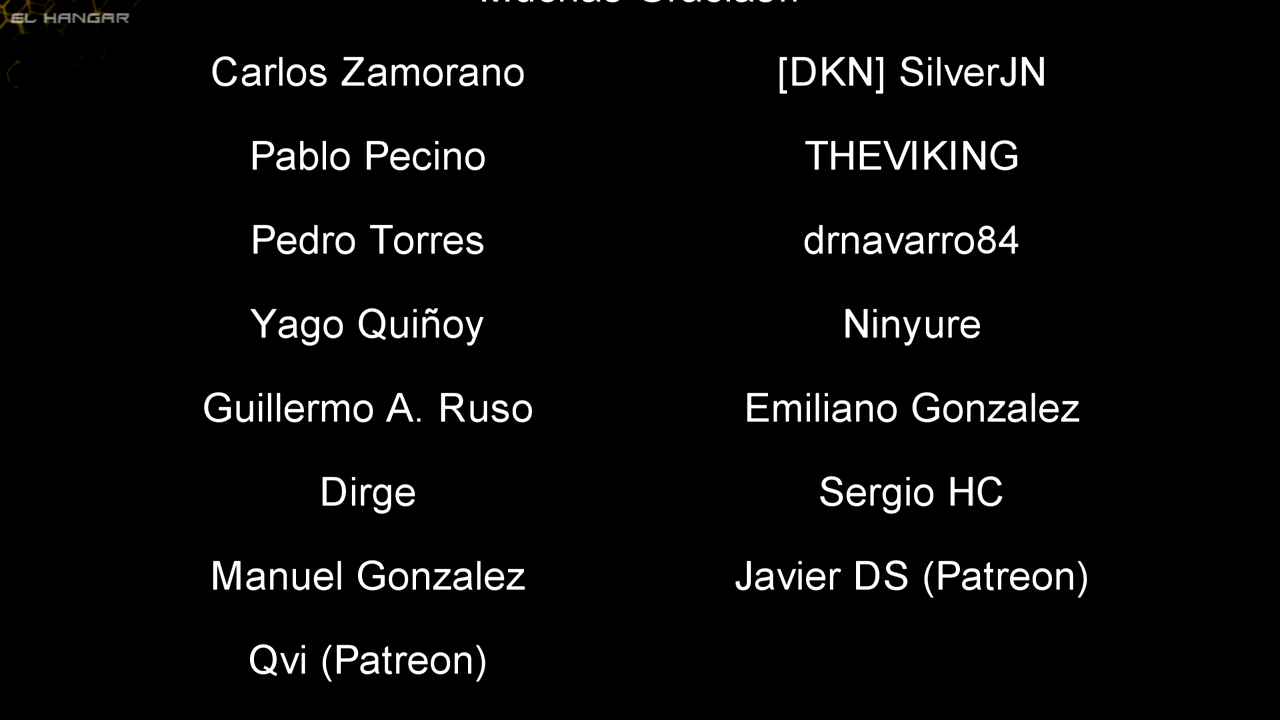 EL HANGAR
Carlos Zamorano
[DKN] SilverJN
Pablo Pecino
THEVIKING
Pedro Torres
drnavarro84
Yago Quiñoy
Ninyure
Guillermo A. Ruso
Emiliano Gonzalez
Dirge
Sergio HC
Manuel Gonzalez
Javier DS (Patreon)
Qvi (Patreon)